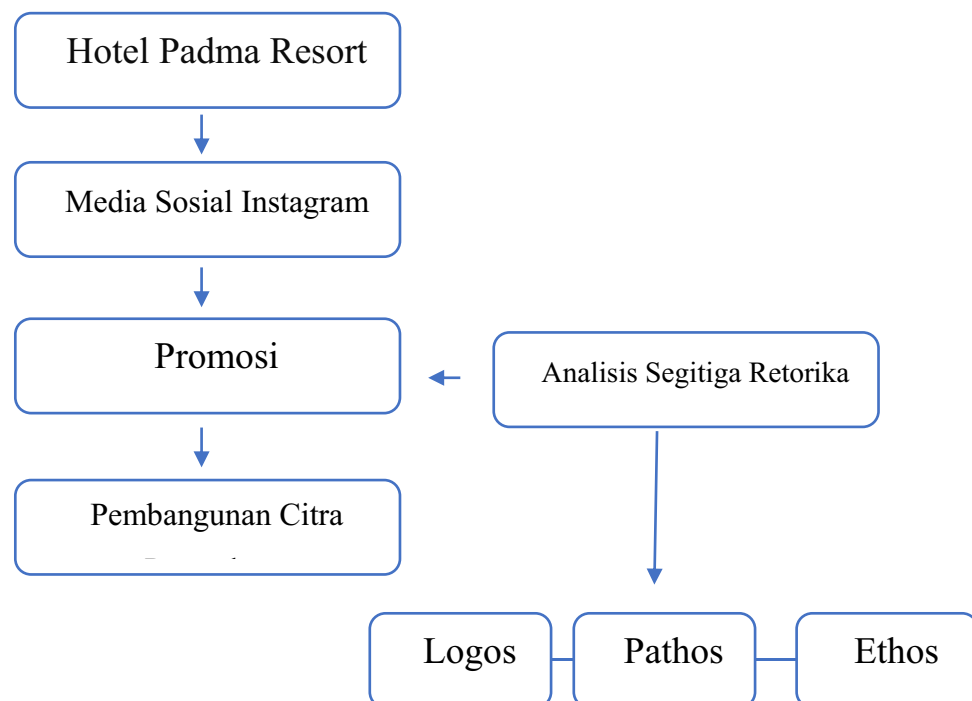 Hotel Padma Resort
Media Sosial Instagram
Promosi
Analisis Segitiga Retorika
Pembangunan Citra
Logos
Pathos
Ethos